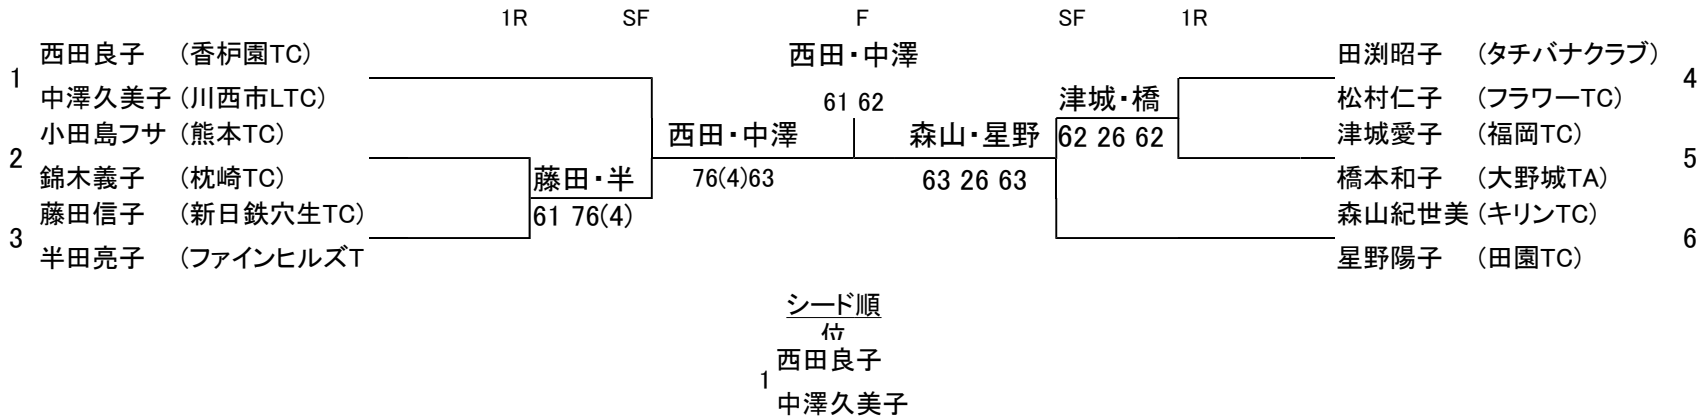 1R SF F SF 1R
西田良子 (香枦園TC)
1
中澤久美子 (川西市LTC)
小田島フサ (熊本TC)
2
錦木義子 (枕崎TC)
藤田信子 (新日鉄穴生TC)
3
半田亮子 (ファインヒルズT
藤田・半
61 76(4)
西田・中澤
76(4)63
西田・中澤
61 62
森山・星野
63 26 63
津城・橋
62 26 62
田渕昭子 (タチバナクラブ)
4
松村仁子 (フラワーTC)
津城愛子 (福岡TC)
5
橋本和子 (大野城TA)
森山紀世美 (キリンTC)
6
星野陽子 (田園TC)
シード順
位
西田良子
1
中澤久美子